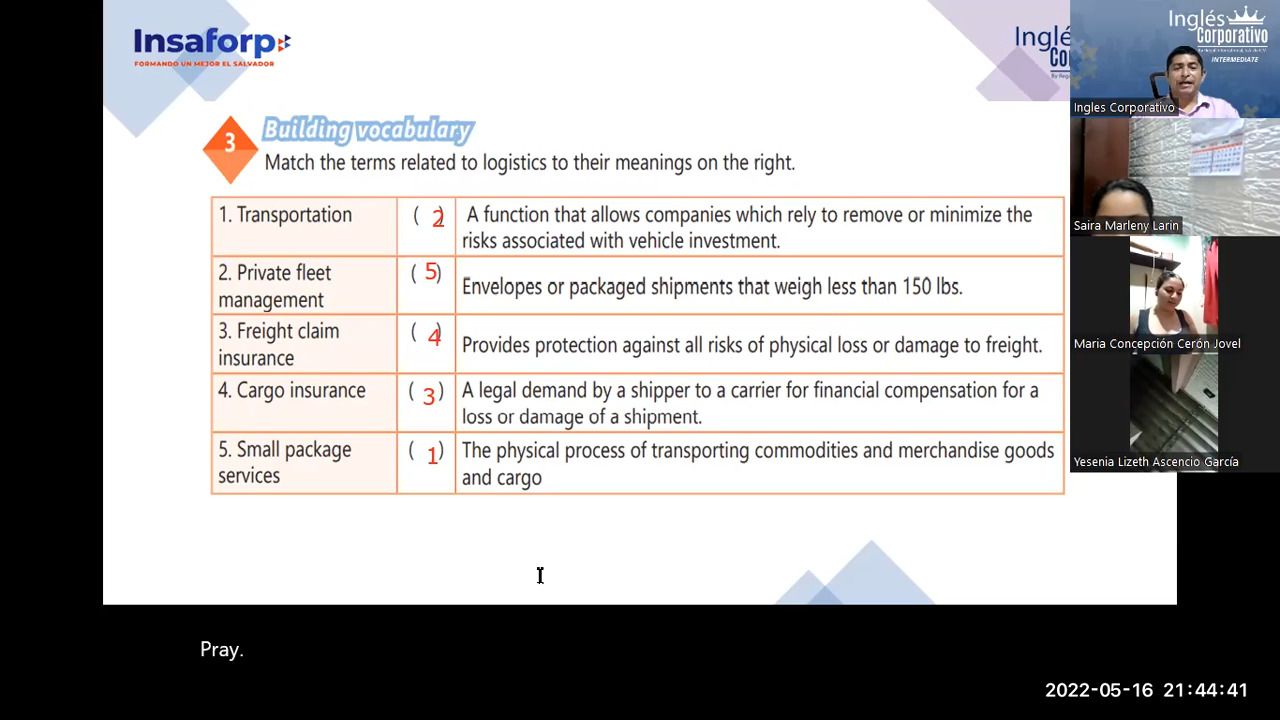 Insaforp
FORMANDO UN MEJOR EL SALVADOR
Inglés
Corporativo
INTERMEDIATE
Ingles Corporativo
3
Building vocabulary
Match the terms related to logistics to their meanings on the right.
1. Transportation ( 2 ) A function that allows companies which rely to remove or minimize the
risks associated with vehicle investment.
2. Private fleet
management ( 5 ) Envelopes or packaged shipments that weigh less than 150 lbs.
3. Freight claim
insurance ( 4 ) Provides protection against all risks of physical loss or damage to freight.
4. Cargo insurance ( 3 ) A legal demand by a shipper to a carrier for financial compensation for a
loss or damage of a shipment.
5. Small package
services ( 1 ) The physical process of transporting commodities and merchandise goods
and cargo
Saira Marleny Larin
Maria Concepción Cerón Jovel
Yesenia Lizeth Ascencio García
Pray.
2022-05-16 21:44:41